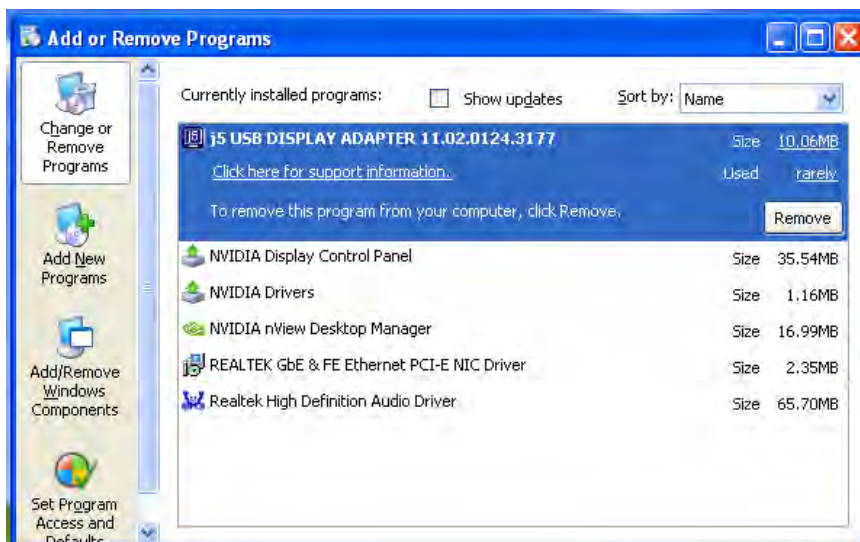 Add or Remove Programs
Change or
Remove
Programs
Add New
Programs
Add/Remove
Windows
Components
Set Program
Access and
Defaults
Currently installed programs: Show updates Sort by: Name
j5 USB DISPLAY ADAPTER 11.02.0124.3177 Size 10.06MB
Click here for support information. Used rarely
To remove this program from your computer, click Remove. Remove
NVIDIA Display Control Panel Size 35.54MB
NVIDIA Drivers Size 1.16MB
NVIDIA nView Desktop Manager Size 16.99MB
REALTEK GbE & FE Ethernet PCI-E NIC Driver Size 2.35MB
Realtek High Definition Audio Driver Size 65.70MB